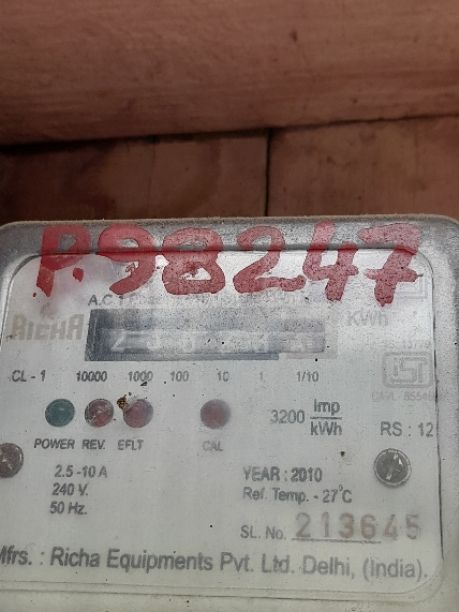 P.98247
A.C 1 P
RICHA
KWh
CL - 1 10000 1000 100 10 1 1/10
3200 Imp/kWh
POWER REV. EFLT CAL
RS : 12
2.5 -10 A
240 V.
50 Hz.
YEAR : 2010
Ref. Temp. - 27°C
SL. No. 213645
Mfrs. : Richa Equipments Pvt. Ltd. Delhi, (India).